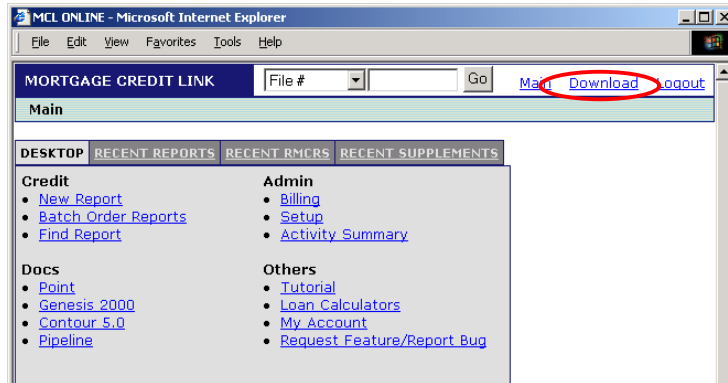 MCL ONLINE - Microsoft Internet Explorer
File Edit View Favorites Tools Help
MORTGAGE CREDIT LINK File # Go Main Download Logout
Main
DESKTOP RECENT REPORTS RECENT RMCRS RECENT SUPPLEMENTS
Credit
• New Report
• Batch Order Reports
• Find Report
Admin
• Billing
• Setup
• Activity Summary
Docs
• Point
• Genesis 2000
• Contour 5.0
• Pipeline
Others
• Tutorial
• Loan Calculators
• My Account
• Request Feature/Report Bug